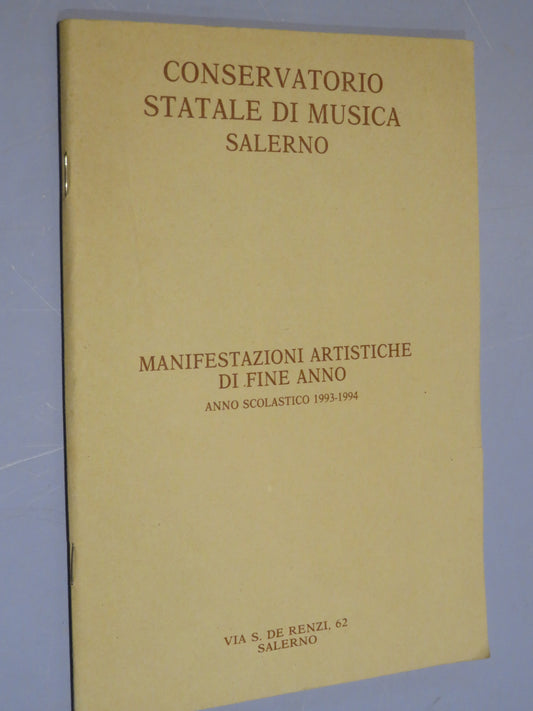 CONSERVATORIO
STATALE DI MUSICA
SALERNO
MANIFESTAZIONI ARTISTICHE
DI FINE ANNO
ANNO SCOLASTICO 1993-1994
VIA S. DE RENZI, 62
SALERNO